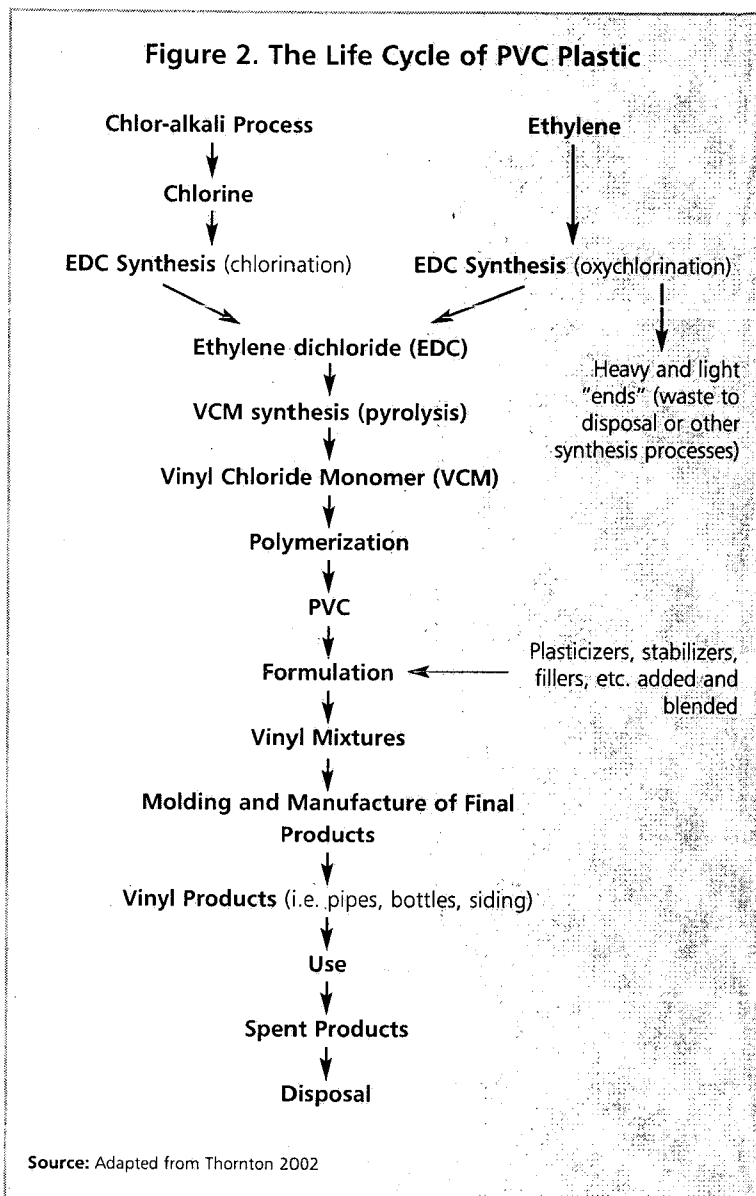 Figure 2. The Life Cycle of PVC Plastic
Chlor-alkali Process
Ethylene
Chlorine
EDC Synthesis (chlorination)
EDC Synthesis (oxychlorination)
Ethylene dichloride (EDC)
Heavy and light
"ends" (waste to
disposal or other
synthesis processes)
VCM synthesis (pyrolysis)
Vinyl Chloride Monomer (VCM)
Polymerization
PVC
Formulation
Plasticizers, stabilizers,
fillers, etc. added and
blended
Vinyl Mixtures
Molding and Manufacture of Final
Products
Vinyl Products (i.e. pipes, bottles, siding)
Use
Spent Products
Disposal
Source: Adapted from Thornton 2002